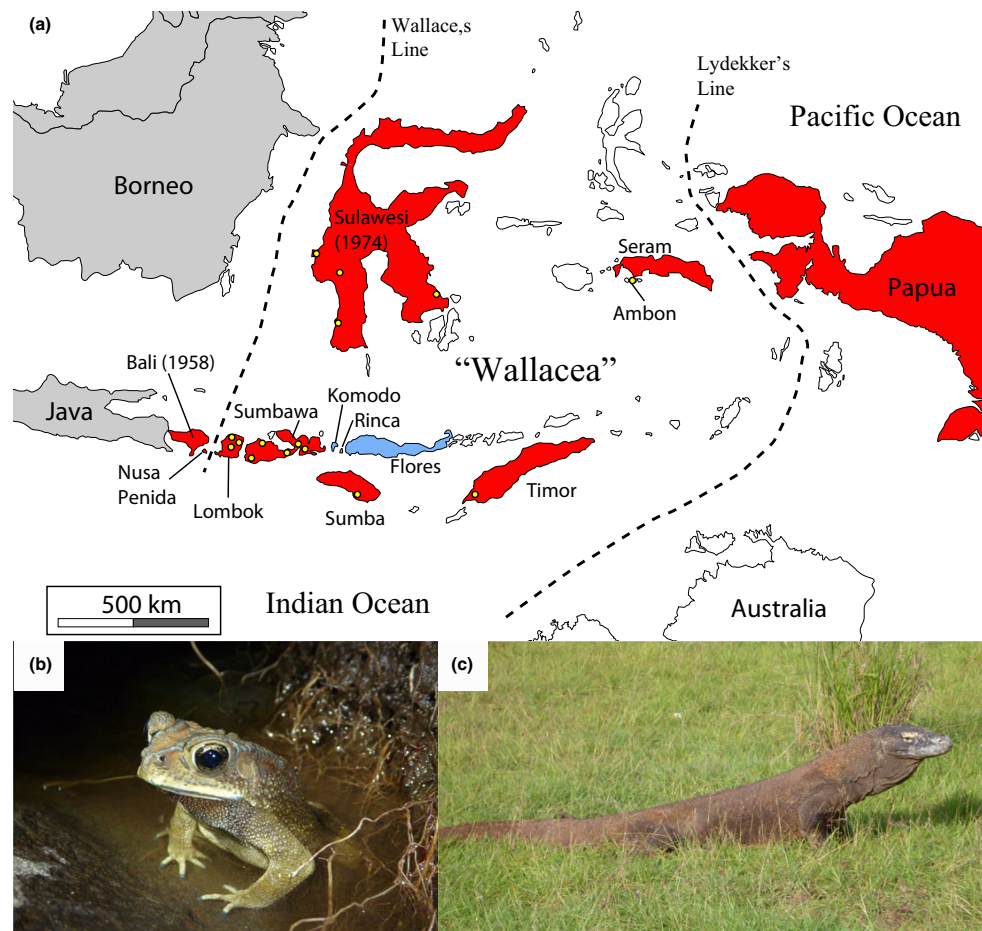 (a)
Wallace,s
Line
Lydekker's
Line
Pacific Ocean
Borneo
Sulawesi
(1974)
Seram
Ambon
Papua
"Wallacea"
Bali (1958)
Java
Sumbawa
Komodo
Rinca
Flores
Nusa
Penida
Lombok
Sumba
Timor
500 km
Indian Ocean
Australia
(b)
(c)